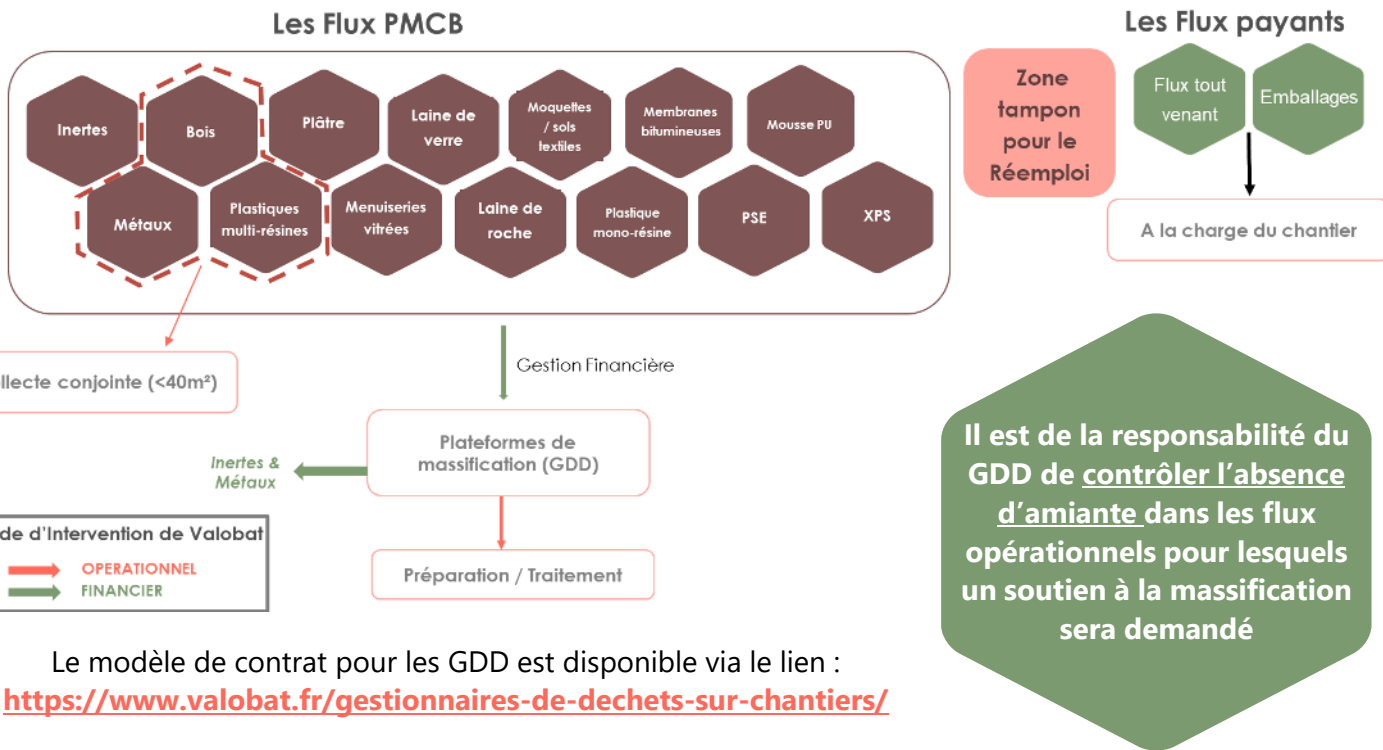 Les Flux PMCB
Les Flux payants
Inertes
Bois
Plâtre
Laine de
verre
Moquettes
/ sols
textiles
Membranes
bitumineuses
Mousse PU
Métaux
Plastiques
multi-résines
Menuiseries
vitrées
Laine de
roche
Plastique
mono-résine
PSE
XPS
Zone
tampon
pour le
Réemploi
Flux tout
venant
Emballages
A la charge du chantier
llecte conjointe (<40m²)
Gestion Financière
Plateformes de
massification (GDD)
Inertes &
Métaux
de d'Intervention de Valobat
OPERATIONNEL
FINANCIER
Préparation / Traitement
Il est de la responsabilité du
GDD de contrôler l’absence
d’amiante dans les flux
opérationnels pour lesquels
un soutien à la massification
sera demandé
Le modèle de contrat pour les GDD est disponible via le lien :
https://www.valobat.fr/gestionnaires-de-dechets-sur-chantiers/